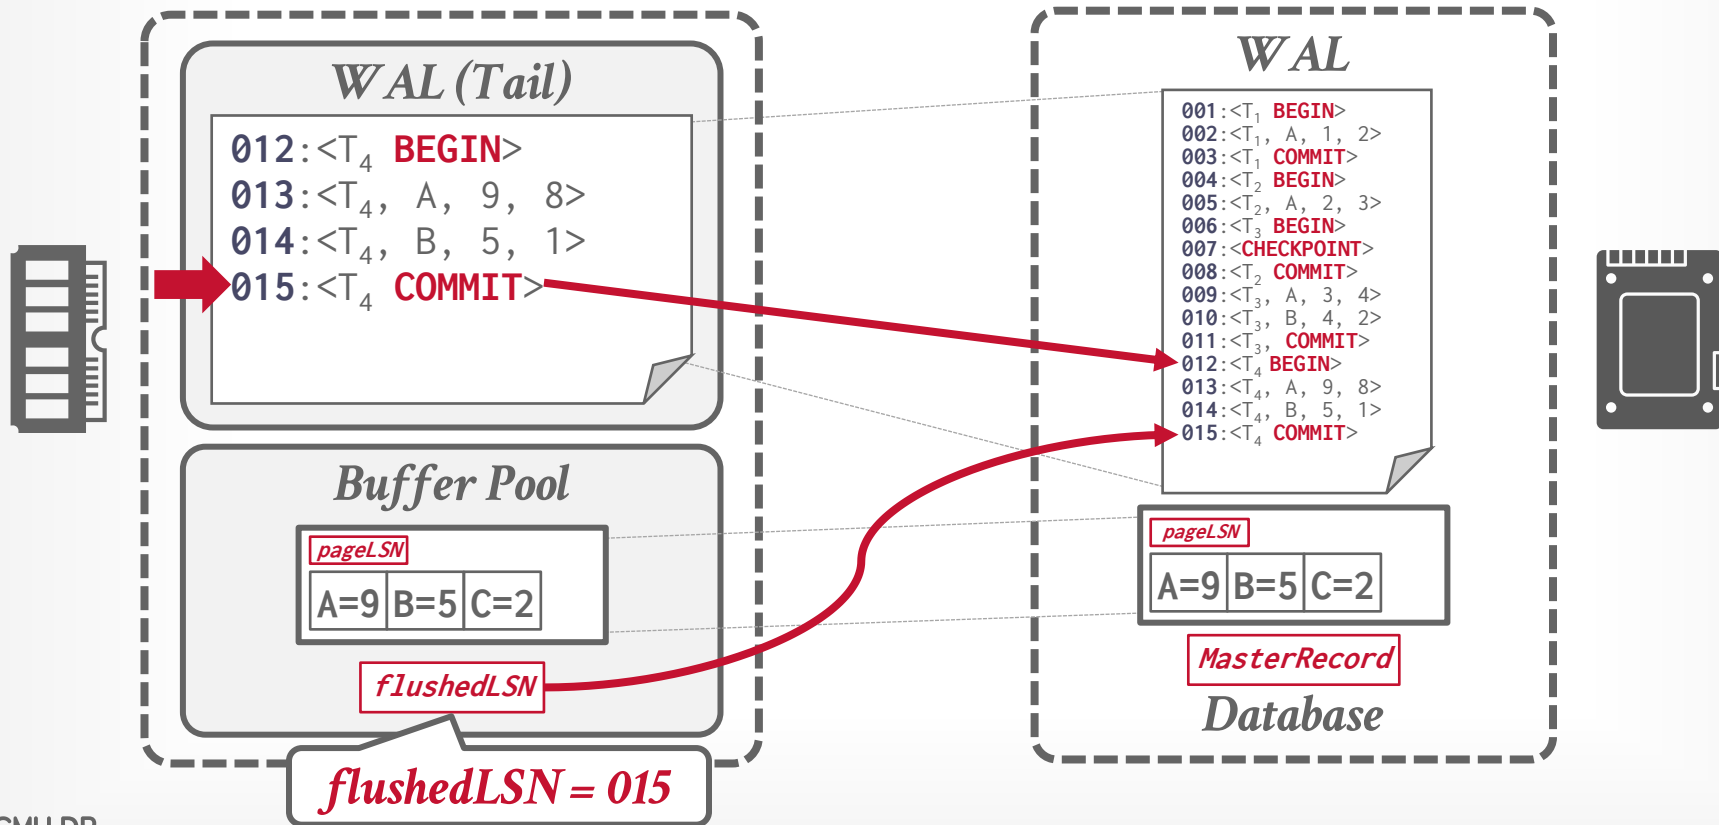 WAL (Tail)
012:<T4 BEGIN>
013:<T4, A, 9, 8>
014:<T4, B, 5, 1>
015:<T4 COMMIT>
Buffer Pool
pageLSN
A=9 B=5 C=2
flushedLSN
flushedLSN = 015
WAL
001:<T1 BEGIN>
002:<T1, A, 1, 2>
003:<T1 COMMIT>
004:<T2 BEGIN>
005:<T2, A, 2, 3>
006:<T3 BEGIN>
007:<CHECKPOINT>
008:<T2 COMMIT>
009:<T3, A, 3, 4>
010:<T3, B, 4, 2>
011:<T3, COMMIT>
012:<T4 BEGIN>
013:<T4, A, 9, 8>
014:<T4, B, 5, 1>
015:<T4 COMMIT>
pageLSN
A=9 B=5 C=2
MasterRecord
Database